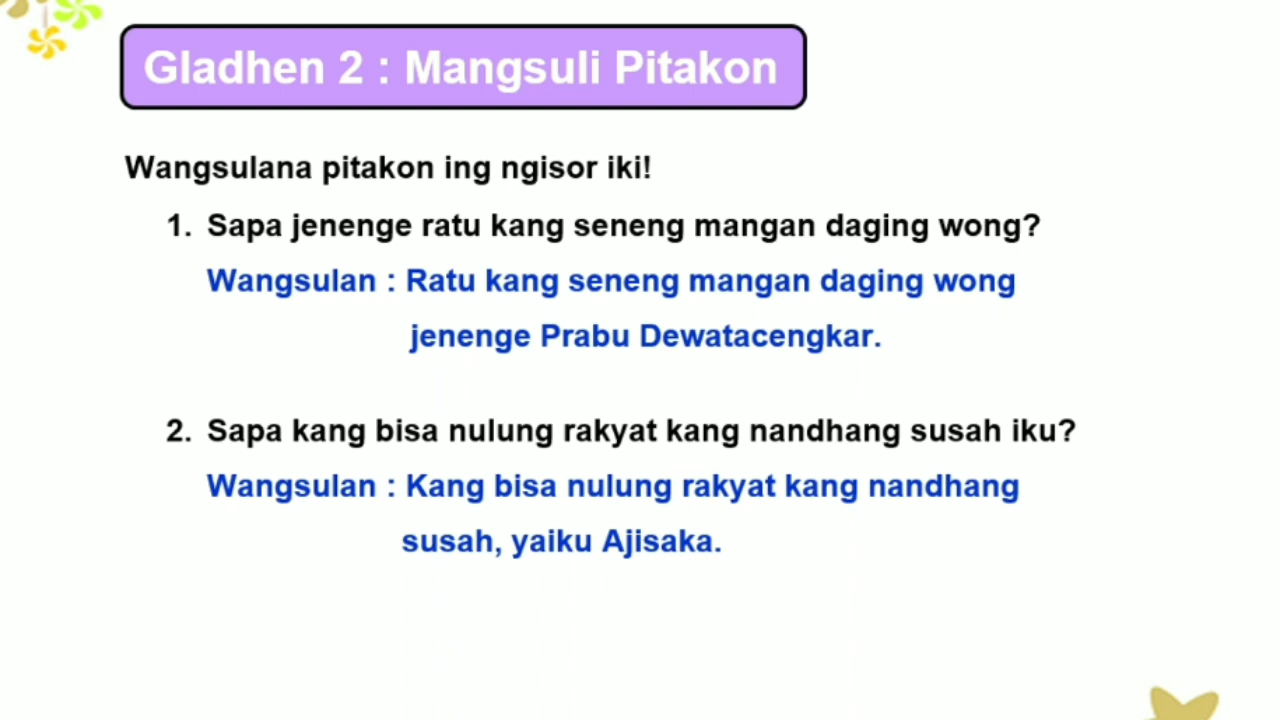 Gladhen 2 : Mangsuli Pitakon
Wangsulana pitakon ing ngisor iki!
1. Sapa jenenge ratu kang seneng mangan daging wong?
Wangsulan : Ratu kang seneng mangan daging wong
jenenge Prabu Dewatacengkar.
2. Sapa kang bisa nulung rakyat kang nandhang susah iku?
Wangsulan : Kang bisa nulung rakyat kang nandhang
susah, yaiku Ajisaka.